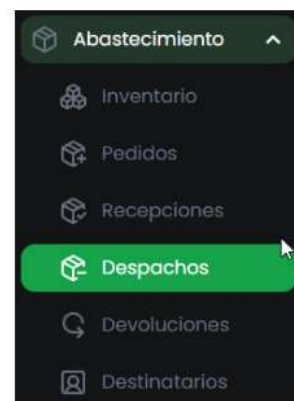 Abastecimiento
Inventario
Pedidos
Recepciones
Despachos
Devoluciones
Destinatarios